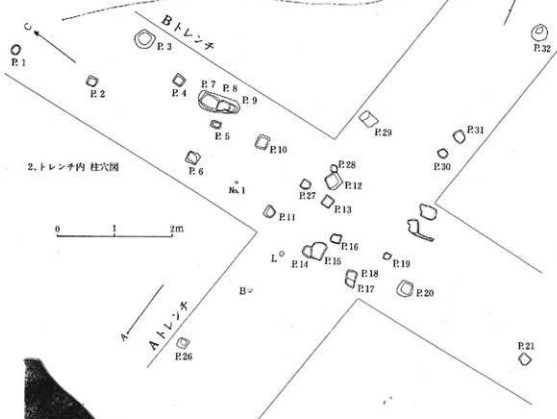 C
Bトレンチ
P.1
P.2
P.3
P.4
P.7
P.8
P.9
P.5
P.10
P.6
P.29
P.32
P.31
P.30
2.トレンチ内 柱穴図
No.1
P.28
P.12
P.27
P.13
P.11
0 1 2m
L
P.14
P.15
P.16
P.18
P.17
P.19
P.20
B
A
Aトレンチ
P.26
P.21